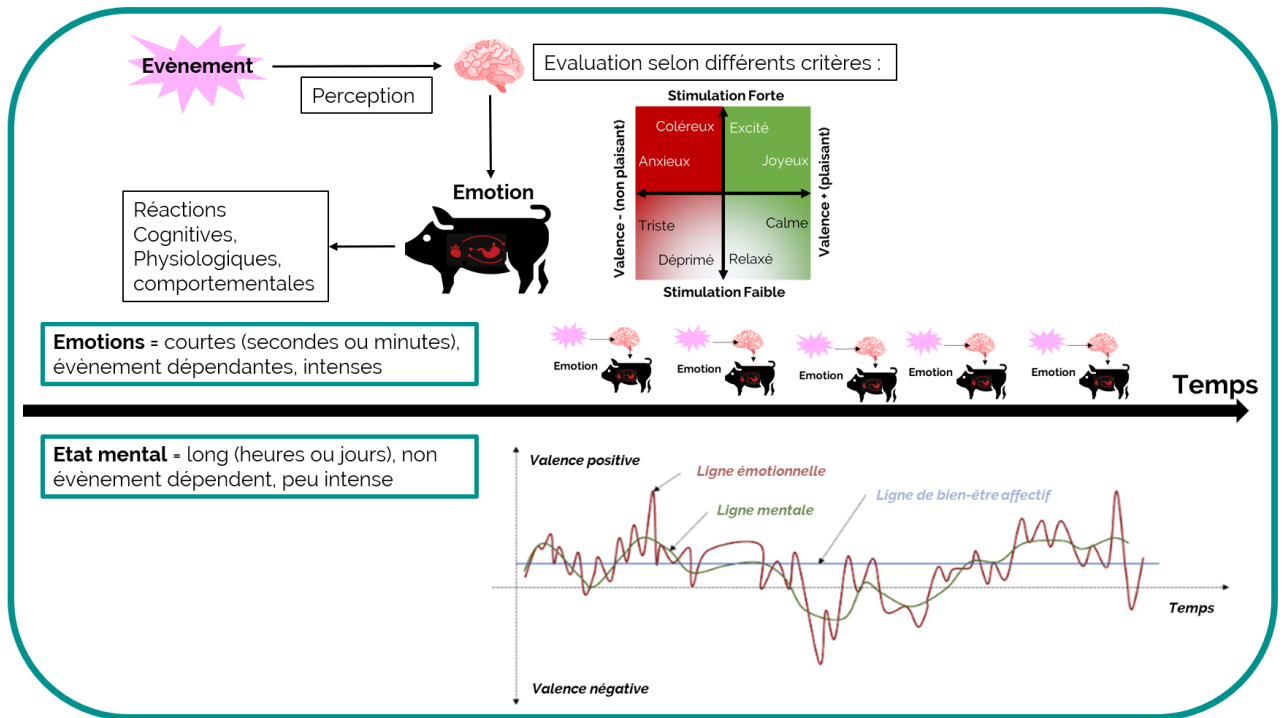 Evènement
Perception
Evaluation selon différents critères :
Stimulation Forte
Valence - (non plaisant)
Coléreux
Excité
Anxieux
Joyeux
Triste
Calme
Déprimé
Relaxé
Valence + (plaisant)
Stimulation Faible
Emotion
Réactions
Cognitives,
Physiologiques,
comportementales
Emotions = courtes (secondes ou minutes),
évènement dépendantes, intenses
Emotion
Emotion
Emotion
Emotion
Emotion
Temps
Etat mental = long (heures ou jours), non
évènement dépendent, peu intense
Valence positive
Ligne émotionnelle
Ligne mentale
Ligne de bien-être affectif
Temps
Valence négative